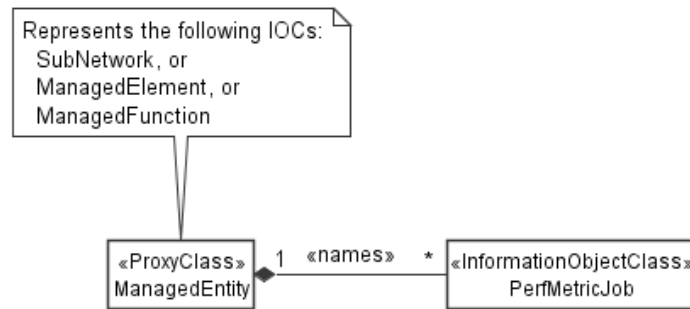 Represents the following IOCs:
SubNetwork, or
ManagedElement, or
ManagedFunction
«ProxyClass»
ManagedEntity
1 «names» *
«InformationObjectClass»
PerfMetricJob